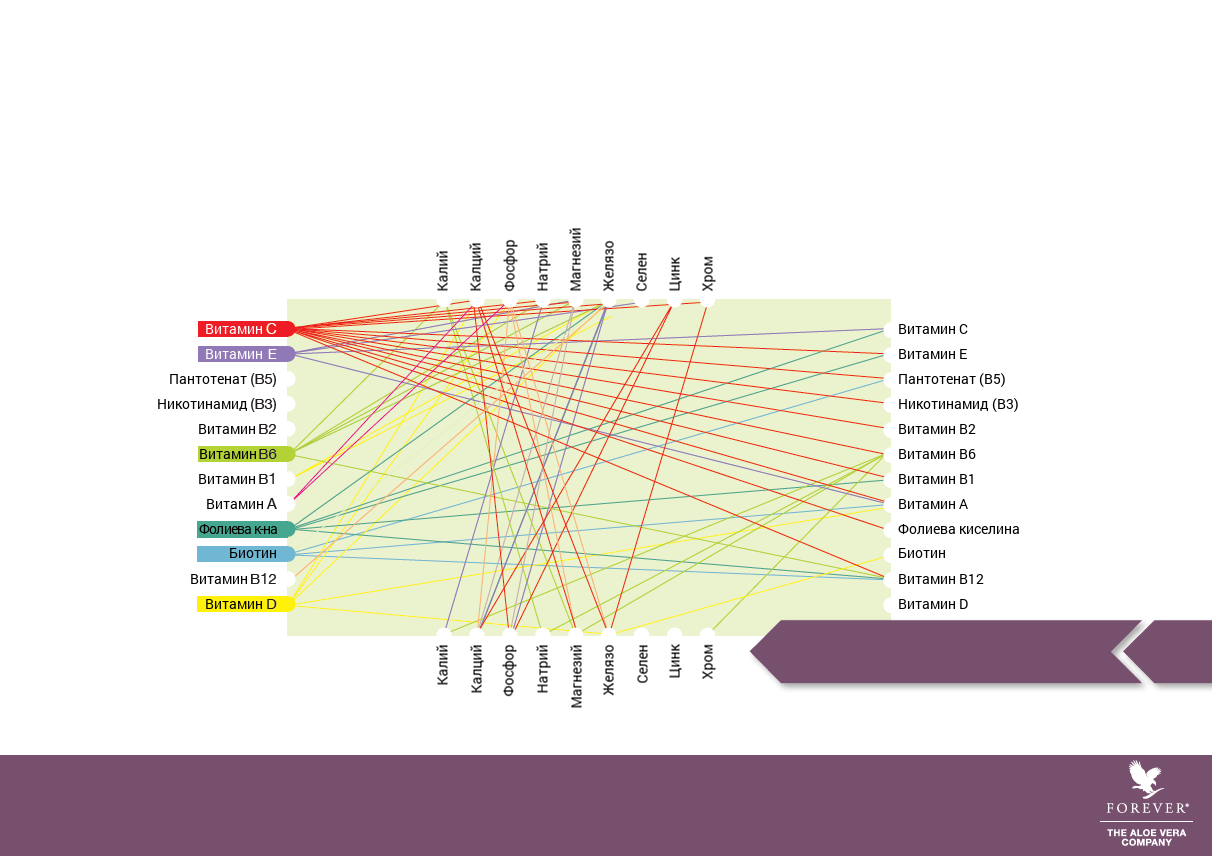 Калий
Калций
Фосфор
Натрий
Магнезий
Желязо
Селен
Цинк
Хром
Витамин C
Витамин E
Пантотенат (B5)
Никотинамид (B3)
Витамин B2
Витамин B6
Витамин B1
Витамин A
Фолиева к-на
Биотин
Витамин B12
Витамин D
Витамин C
Витамин E
Пантотенат (B5)
Никотинамид (B3)
Витамин B2
Витамин B6
Витамин B1
Витамин A
Фолиева киселина
Биотин
Витамин B12
Витамин D
Калий
Калций
Фосфор
Натрий
Магнезий
Желязо
Селен
Цинк
Хром
FOREVER®
THE ALOE VERA
COMPANY